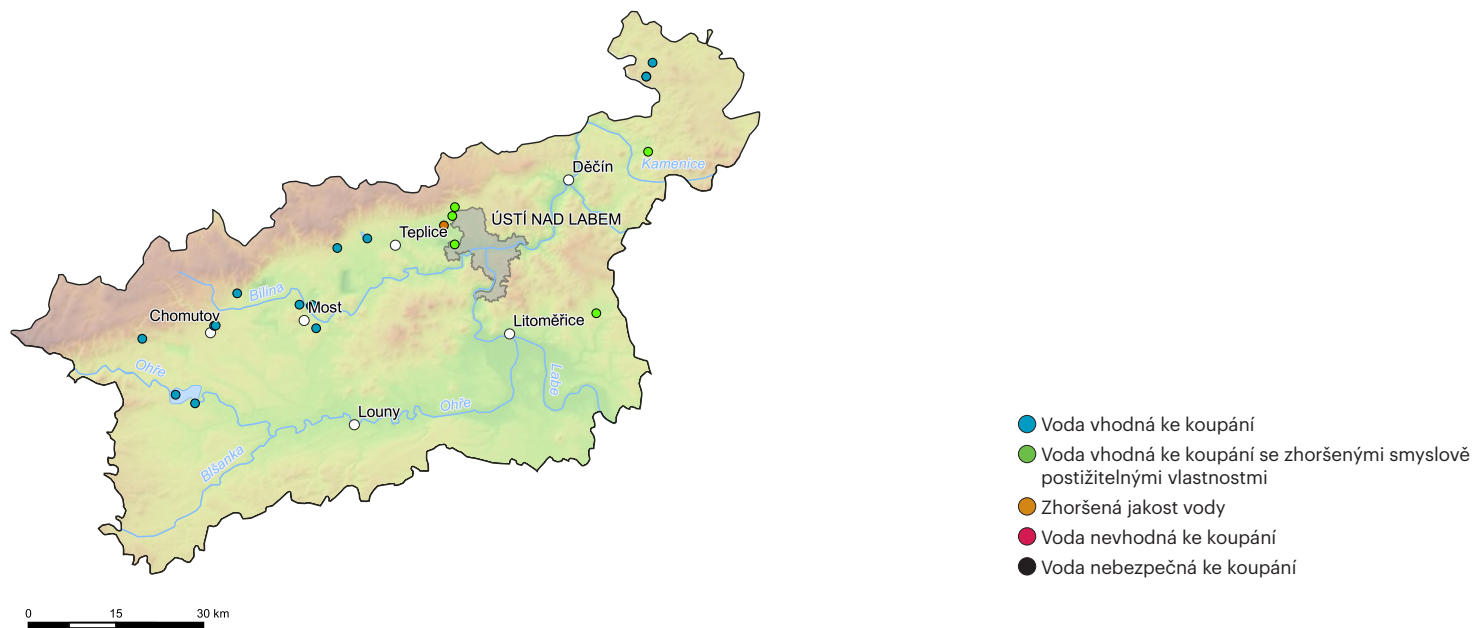 Děčín
Kamenice
ÚSTÍ NAD LABEM
Teplice
Bílina
Most
Chomutov
Litoměřice
Ohře
Labe
Ohře
Louny
Blšanka
Voda vhodná ke koupání
Voda vhodná ke koupání se zhoršenými smyslově
postižitelnými vlastnostmi
Zhoršená jakost vody
Voda nevhodná ke koupání
Voda nebezpečná ke koupání
0 15 30 km